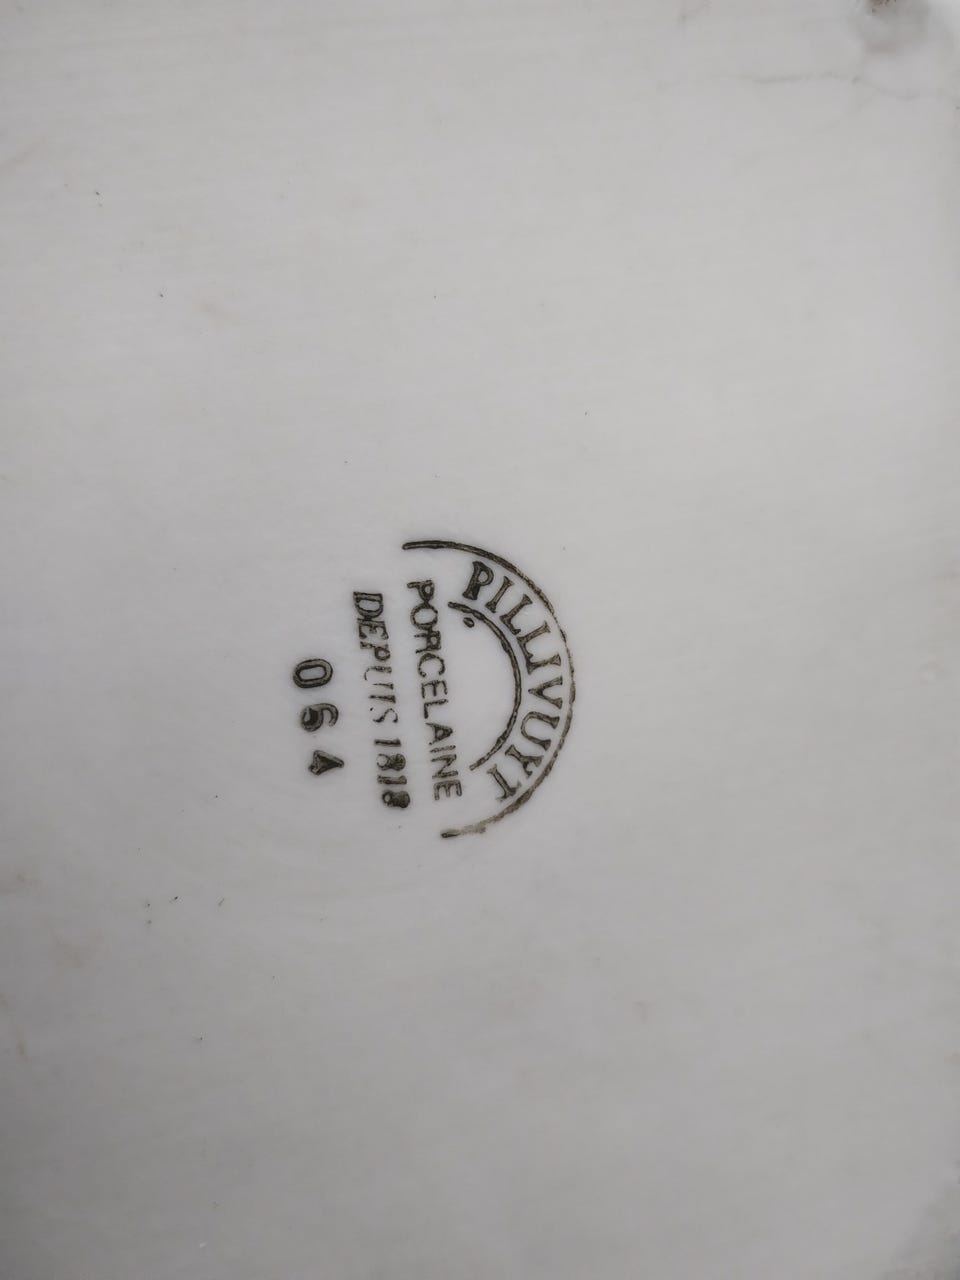 PILLIVUYT
PORCELAINE
DEPUIS 1818
064